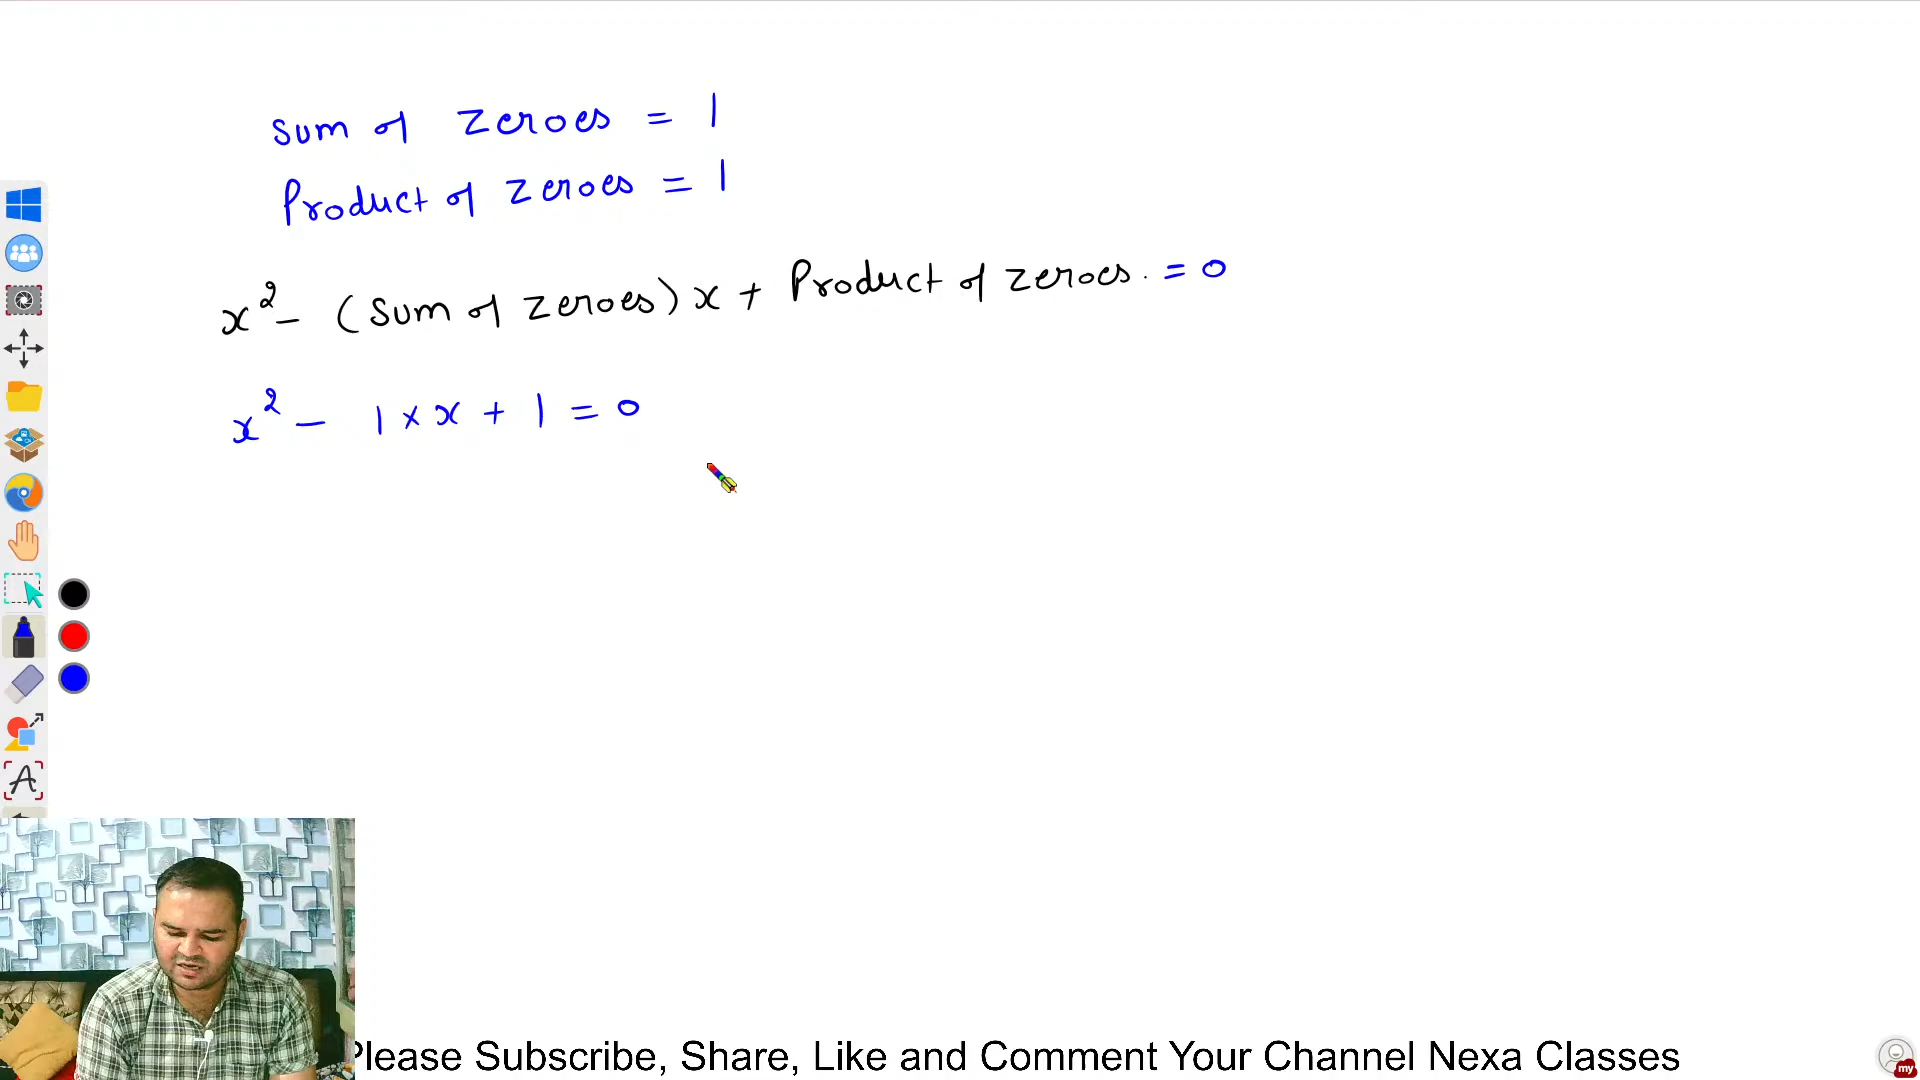 Sum of zeroes = 1
Product of zeroes = 1
x² - (Sum of zeroes) x + Product of zeroes. = 0
x² - 1 × x + 1 = 0
A
Please Subscribe, Share, Like and Comment Your Channel Nexa Classes
my